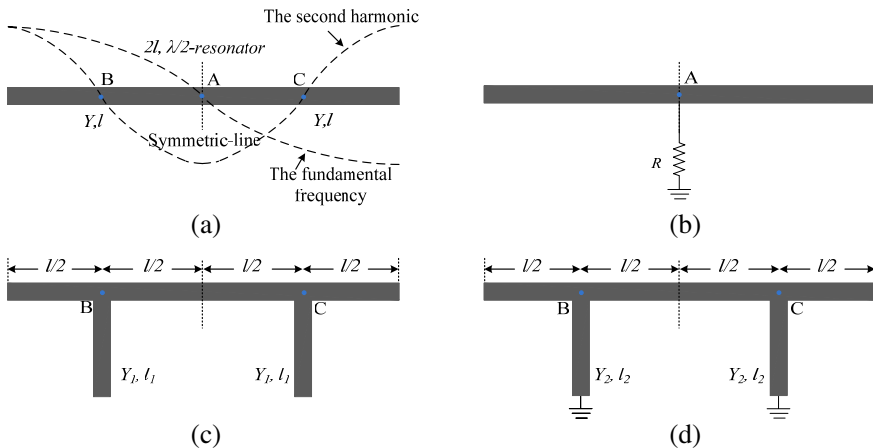 The second harmonic
2l, λ/2-resonator
B
A
C
Y,l
Symmetric-line
Y,l
The fundamental
frequency
(a)
A
R
(b)
l/2
l/2
l/2
l/2
B
C
Y1, l1
Y1, l1
(c)
l/2
l/2
l/2
l/2
B
C
Y2, l2
Y2, l2
(d)